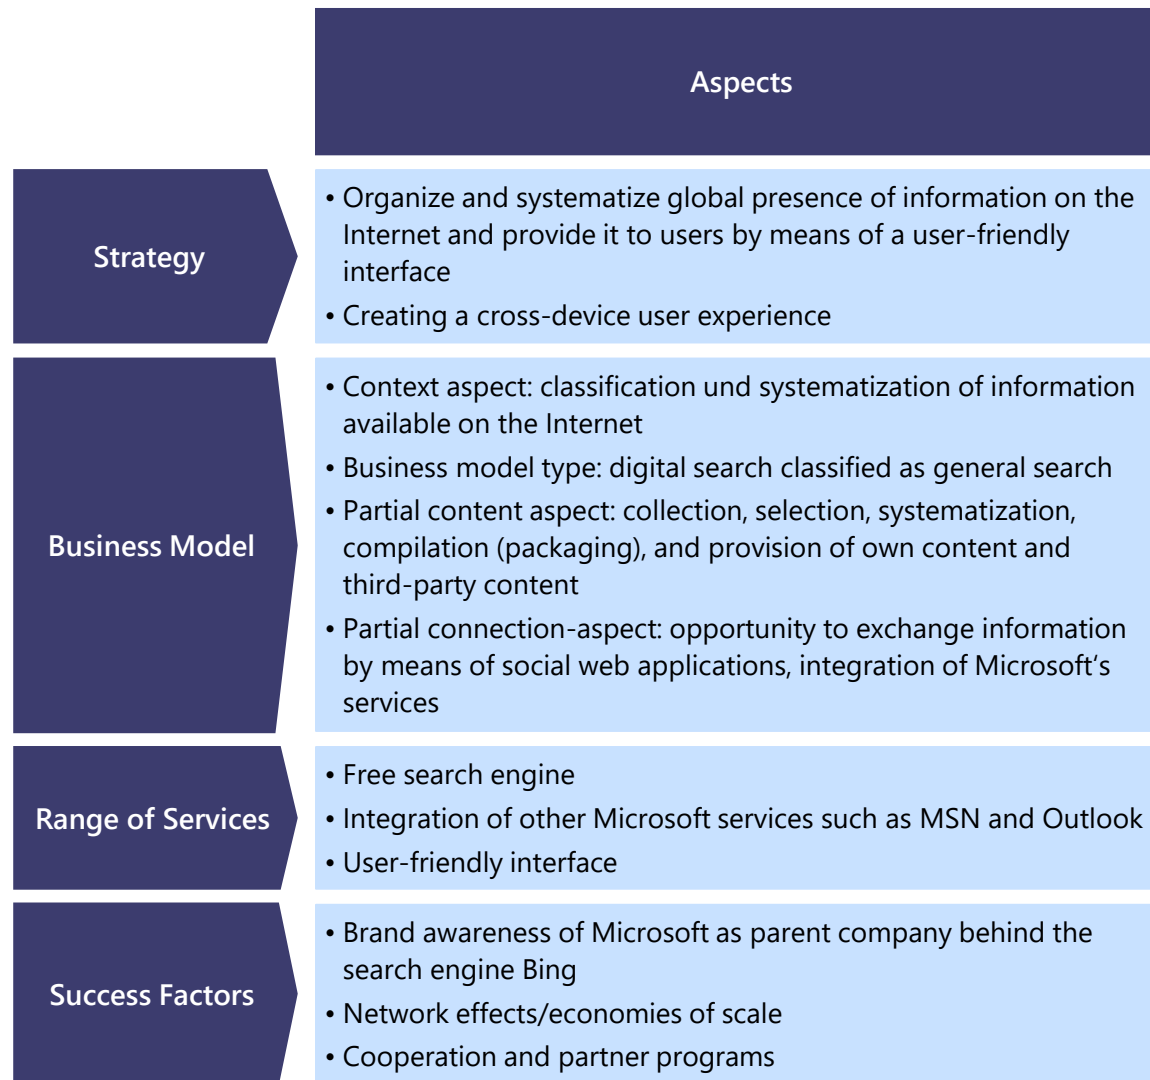 Aspects
Strategy
• Organize and systematize global presence of information on the
Internet and provide it to users by means of a user-friendly
interface
• Creating a cross-device user experience
Business Model
• Context aspect: classification und systematization of information
available on the Internet
• Business model type: digital search classified as general search
• Partial content aspect: collection, selection, systematization,
compilation (packaging), and provision of own content and
third-party content
• Partial connection-aspect: opportunity to exchange information
by means of social web applications, integration of Microsoft‘s
services
Range of Services
• Free search engine
• Integration of other Microsoft services such as MSN and Outlook
• User-friendly interface
Success Factors
• Brand awareness of Microsoft as parent company behind the
search engine Bing
• Network effects/economies of scale
• Cooperation and partner programs